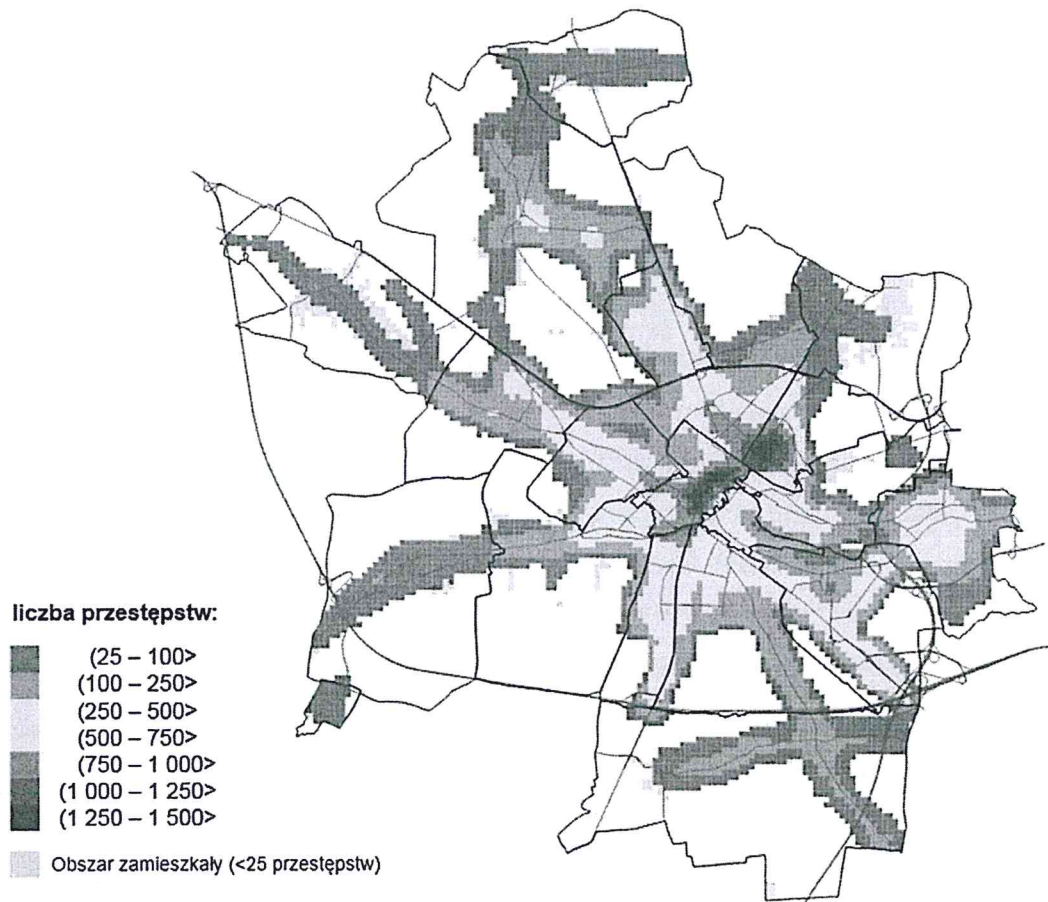 liczba przestępstw:
(25 – 100>
(100 – 250>
(250 – 500>
(500 – 750>
(750 – 1 000>
(1 000 – 1 250>
(1 250 – 1 500>
Obszar zamieszkały (<25 przestępstw)